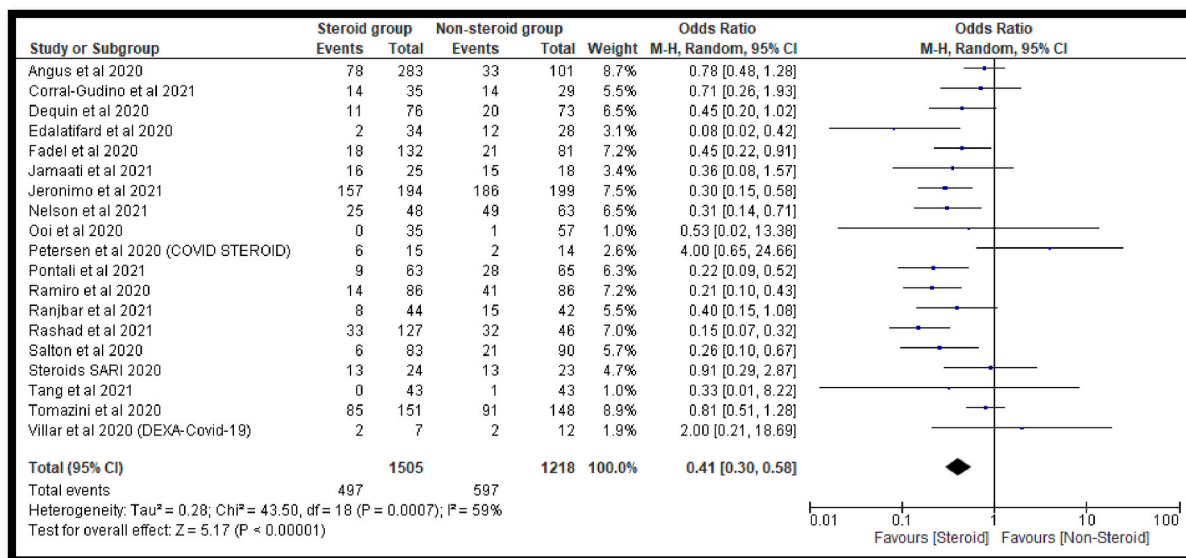 Steroid group Non-steroid group Odds Ratio Odds Ratio
Study or Subgroup Events Total Events Total Weight M-H, Random, 95% CI M-H, Random, 95% CI
Angus et al 2020 78 283 33 101 8.7% 0.78 [0.48, 1.28]
Corral-Gudino et al 2021 14 35 14 29 5.5% 0.71 [0.26, 1.93]
Dequin et al 2020 11 76 20 73 6.6% 0.45 [0.20, 1.02]
Edalatifard et al 2020 2 34 12 28 3.1% 0.08 [0.02, 0.42]
Fadel et al 2020 18 132 21 81 7.2% 0.45 [0.22, 0.91]
Jamaati et al 2021 16 25 15 18 3.4% 0.36 [0.08, 1.57]
Jeronimo et al 2021 157 194 186 199 7.5% 0.30 [0.15, 0.58]
Nelson et al 2021 25 48 49 63 6.5% 0.31 [0.14, 0.71]
Ooi et al 2020 0 35 1 57 1.0% 0.53 [0.02, 13.38]
Petersen et al 2020 (COVID STEROID) 6 15 2 14 2.6% 4.00 [0.65, 24.66]
Pontali et al 2021 9 63 28 65 6.3% 0.22 [0.09, 0.52]
Ramiro et al 2020 14 86 41 86 7.2% 0.21 [0.10, 0.43]
Ranjbar et al 2021 8 44 15 42 5.6% 0.40 [0.15, 1.08]
Rashad et al 2021 33 127 32 46 7.0% 0.15 [0.07, 0.32]
Salton et al 2020 6 83 21 90 5.7% 0.26 [0.10, 0.67]
Steroids SARI 2020 13 24 13 23 4.7% 0.91 [0.29, 2.87]
Tang et al 2021 0 43 1 43 1.0% 0.33 [0.01, 8.22]
Tomazini et al 2020 85 151 91 148 8.9% 0.81 [0.51, 1.28]
Villar et al 2020 (DEXA-Covid-19) 2 7 2 12 1.9% 2.00 [0.21, 18.69]
Total (95% CI) 1505 1218 100.0% 0.41 [0.30, 0.58]
Total events 497 597
Heterogeneity: Tau² = 0.28; Chi² = 43.50, df = 18 (P = 0.0007); I² = 59%
Test for overall effect: Z = 5.17 (P < 0.00001)
0.01 0.1 1 10 100
Favours [Steroid] Favours [Non-Steroid]